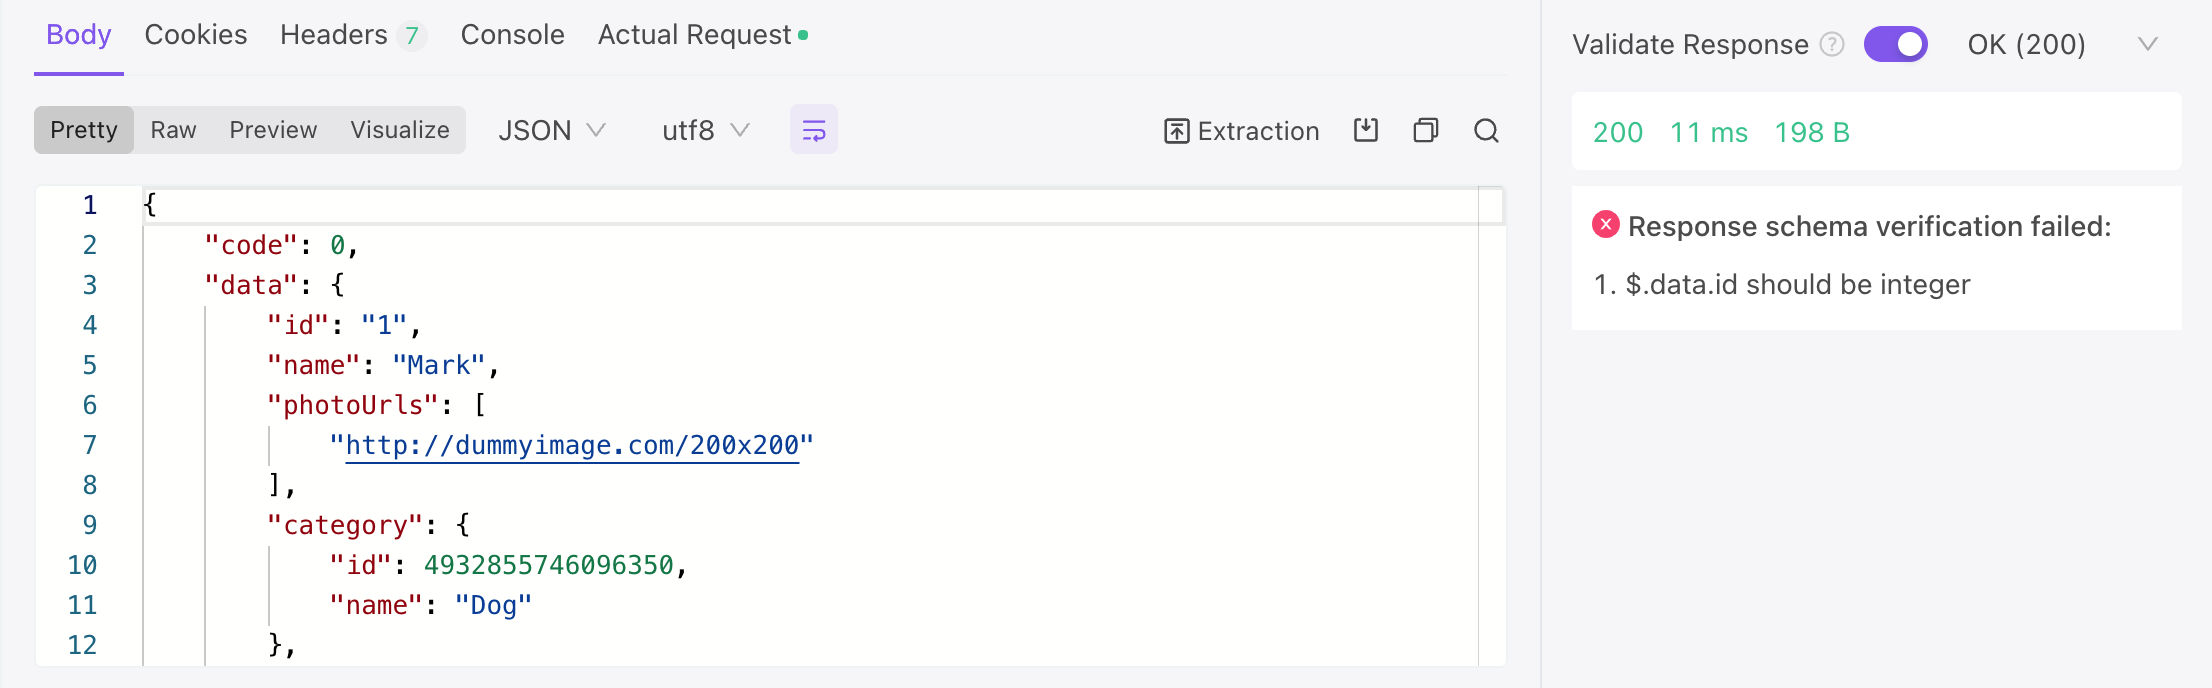 Body Cookies Headers 7 Console Actual Request
Validate Response ? OK (200)
Pretty Raw Preview Visualize JSON utf8 Extraction
200 11 ms 198 B
Response schema verification failed:
1. $.data.id should be integer
1 {
2 "code": 0,
3 "data": {
4 "id": "1",
5 "name": "Mark",
6 "photoUrls": [
7 "http://dummyimage.com/200x200"
8 ],
9 "category": {
10 "id": 4932855746096350,
11 "name": "Dog"
12 },